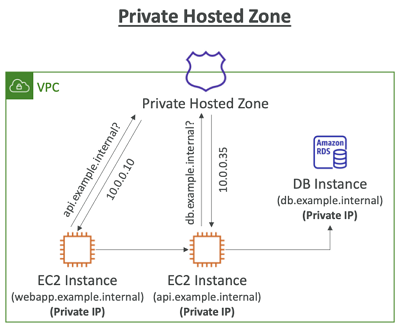 Private Hosted Zone
VPC
Private Hosted Zone
api.example.internal?
10.0.0.10
db.example.internal?
10.0.0.35
Amazon
RDS
DB Instance
(db.example.internal)
(Private IP)
EC2 Instance
(webapp.example.internal)
(Private IP)
EC2 Instance
(api.example.internal)
(Private IP)